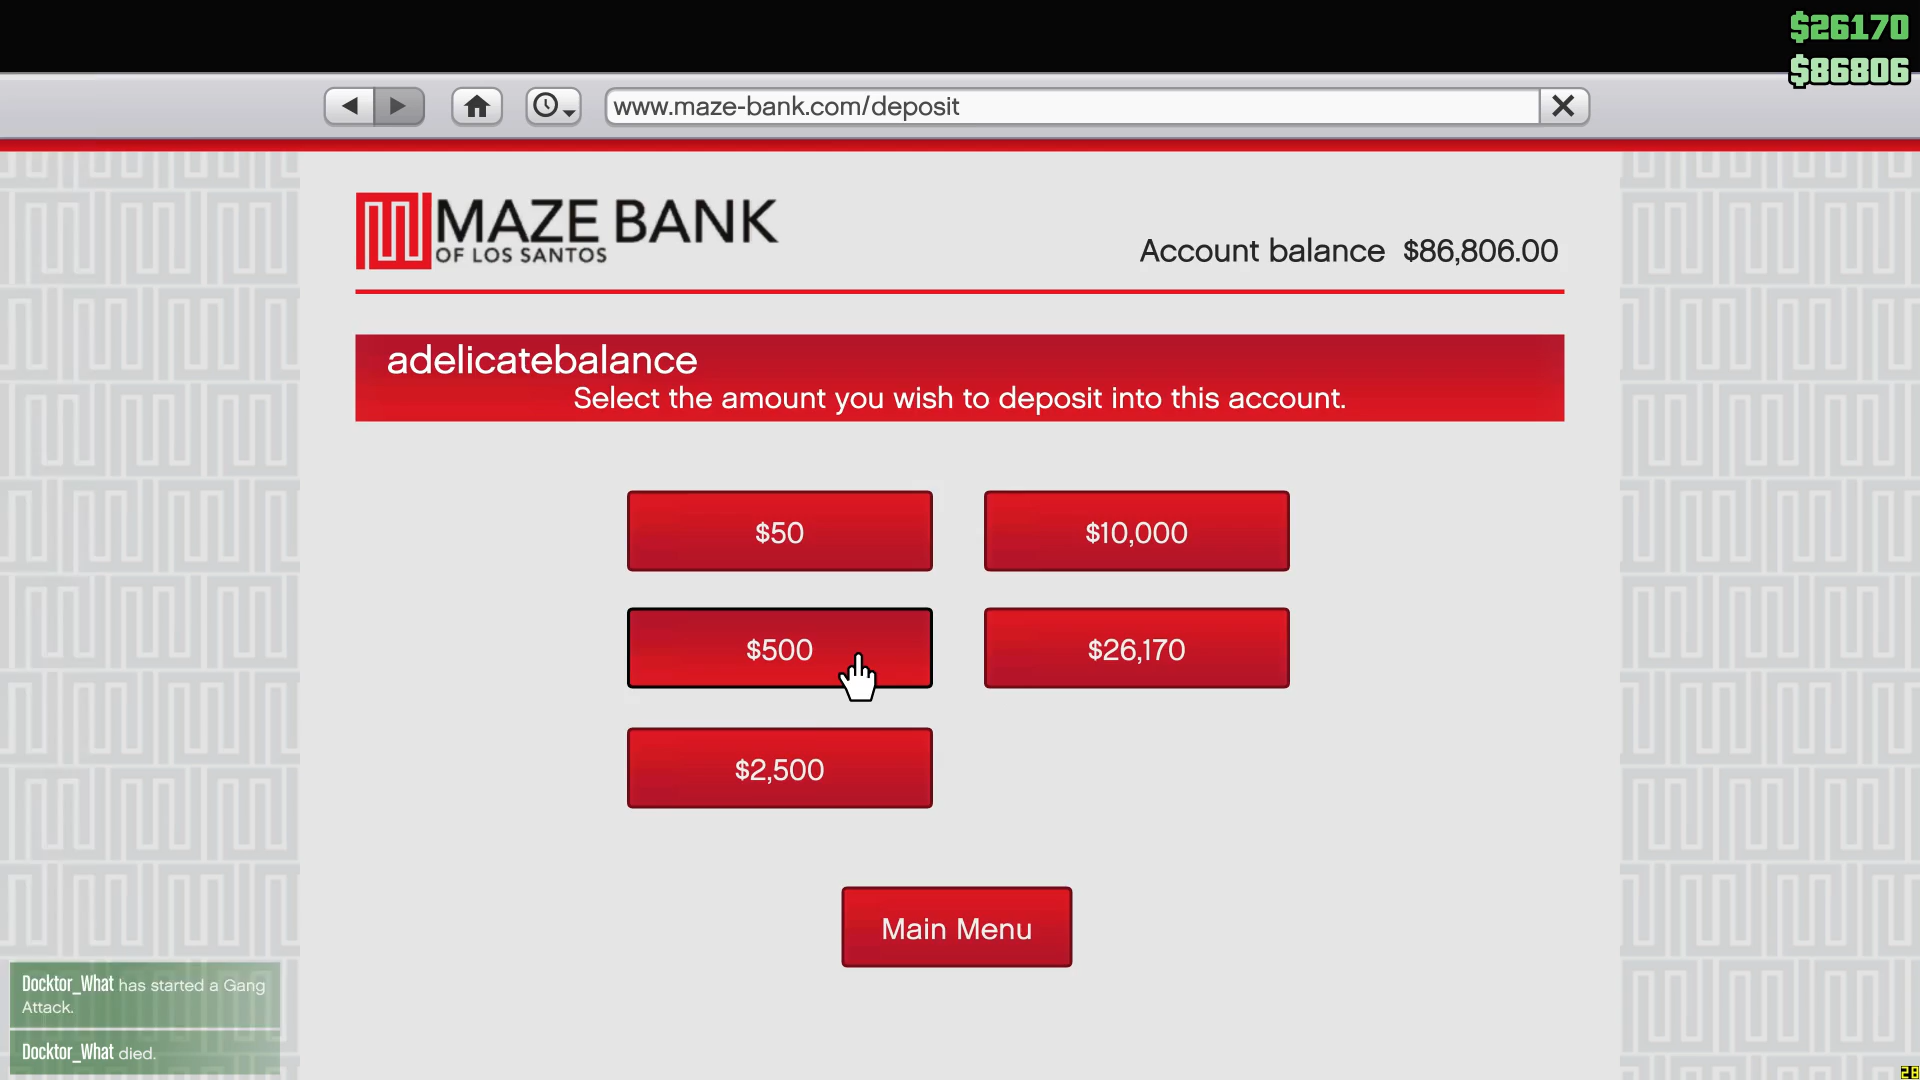 $26170
$86806
www.maze-bank.com/deposit
MAZE BANK
OF LOS SANTOS
Account balance $86,806.00
adelicatebalance
Select the amount you wish to deposit into this account.
$50
$10,000
$500
$26,170
$2,500
Main Menu
Docktor_What has started a Gang
Attack.
Docktor_What died.
28